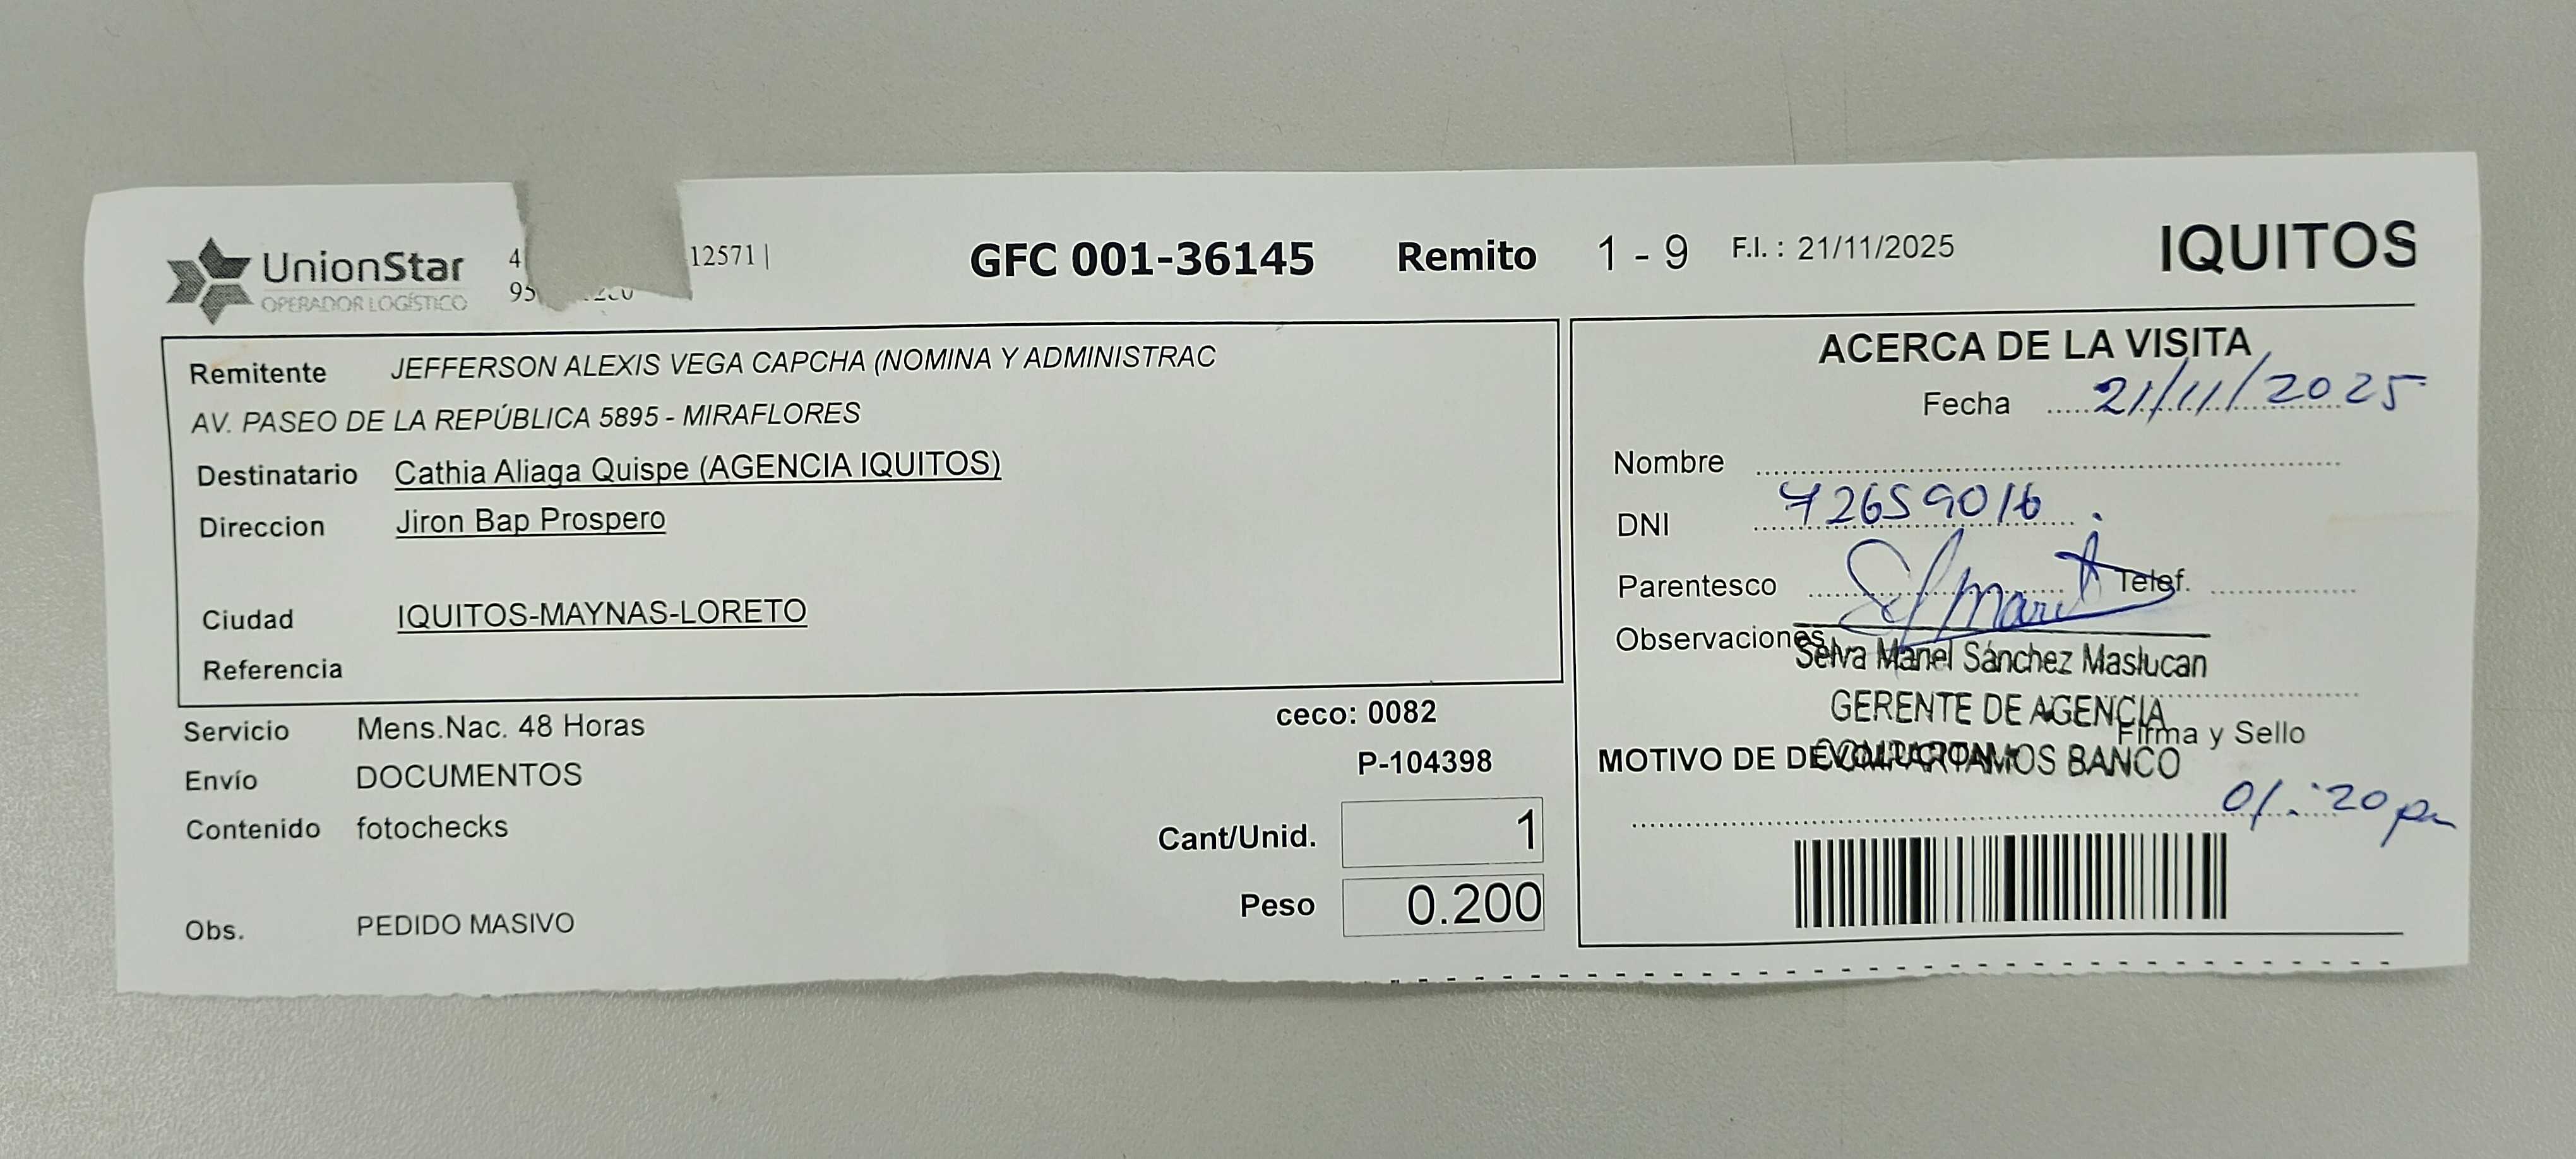 UnionStar
OPERADOR LOGÍSTICO
12571 |
GFC 001-36145 Remito 1 - 9 F.I. : 21/11/2025 IQUITOS
Remitente JEFFERSON ALEXIS VEGA CAPCHA (NOMINA Y ADMINISTRAC
AV. PASEO DE LA REPÚBLICA 5895 - MIRAFLORES
Destinatario Cathia Aliaga Quispe (AGENCIA IQUITOS)
Direccion Jiron Bap Prospero
Ciudad IQUITOS-MAYNAS-LORETO
Referencia
Servicio Mens.Nac. 48 Horas
Envío DOCUMENTOS
Contenido fotochecks
Obs. PEDIDO MASIVO
ceco: 0082
P-104398
Cant/Unid. 1
Peso 0.200
ACERCA DE LA VISITA
Fecha 21/11/2025
Nombre
DNI 72659016
Parentesco Telef.
Observaciones
Selva Mariel Sánchez Maslucan
GERENTE DE AGENCIA
Firma y Sello
COMPARTAMOS BANCO
MOTIVO DE DEVOLUCION
01:20 pm